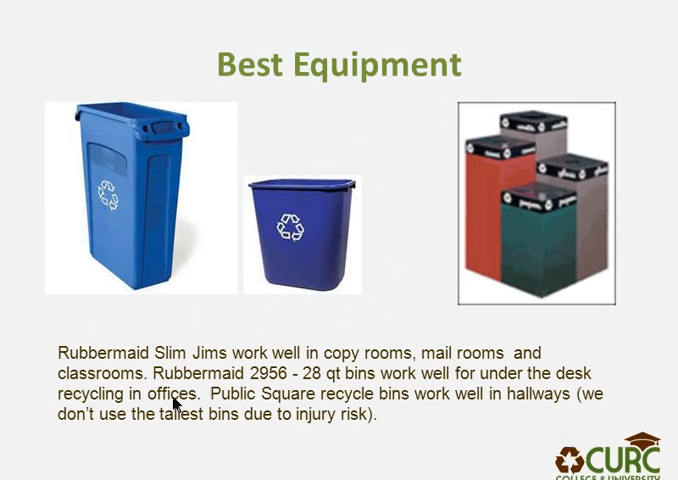 Best Equipment
Rubbermaid Slim Jims work well in copy rooms, mail rooms and
classrooms. Rubbermaid 2956 - 28 qt bins work well for under the desk
recycling in offices. Public Square recycle bins work well in hallways (we
don't use the tallest bins due to injury risk).
CURC
COLLEGE & UNIVERSITY